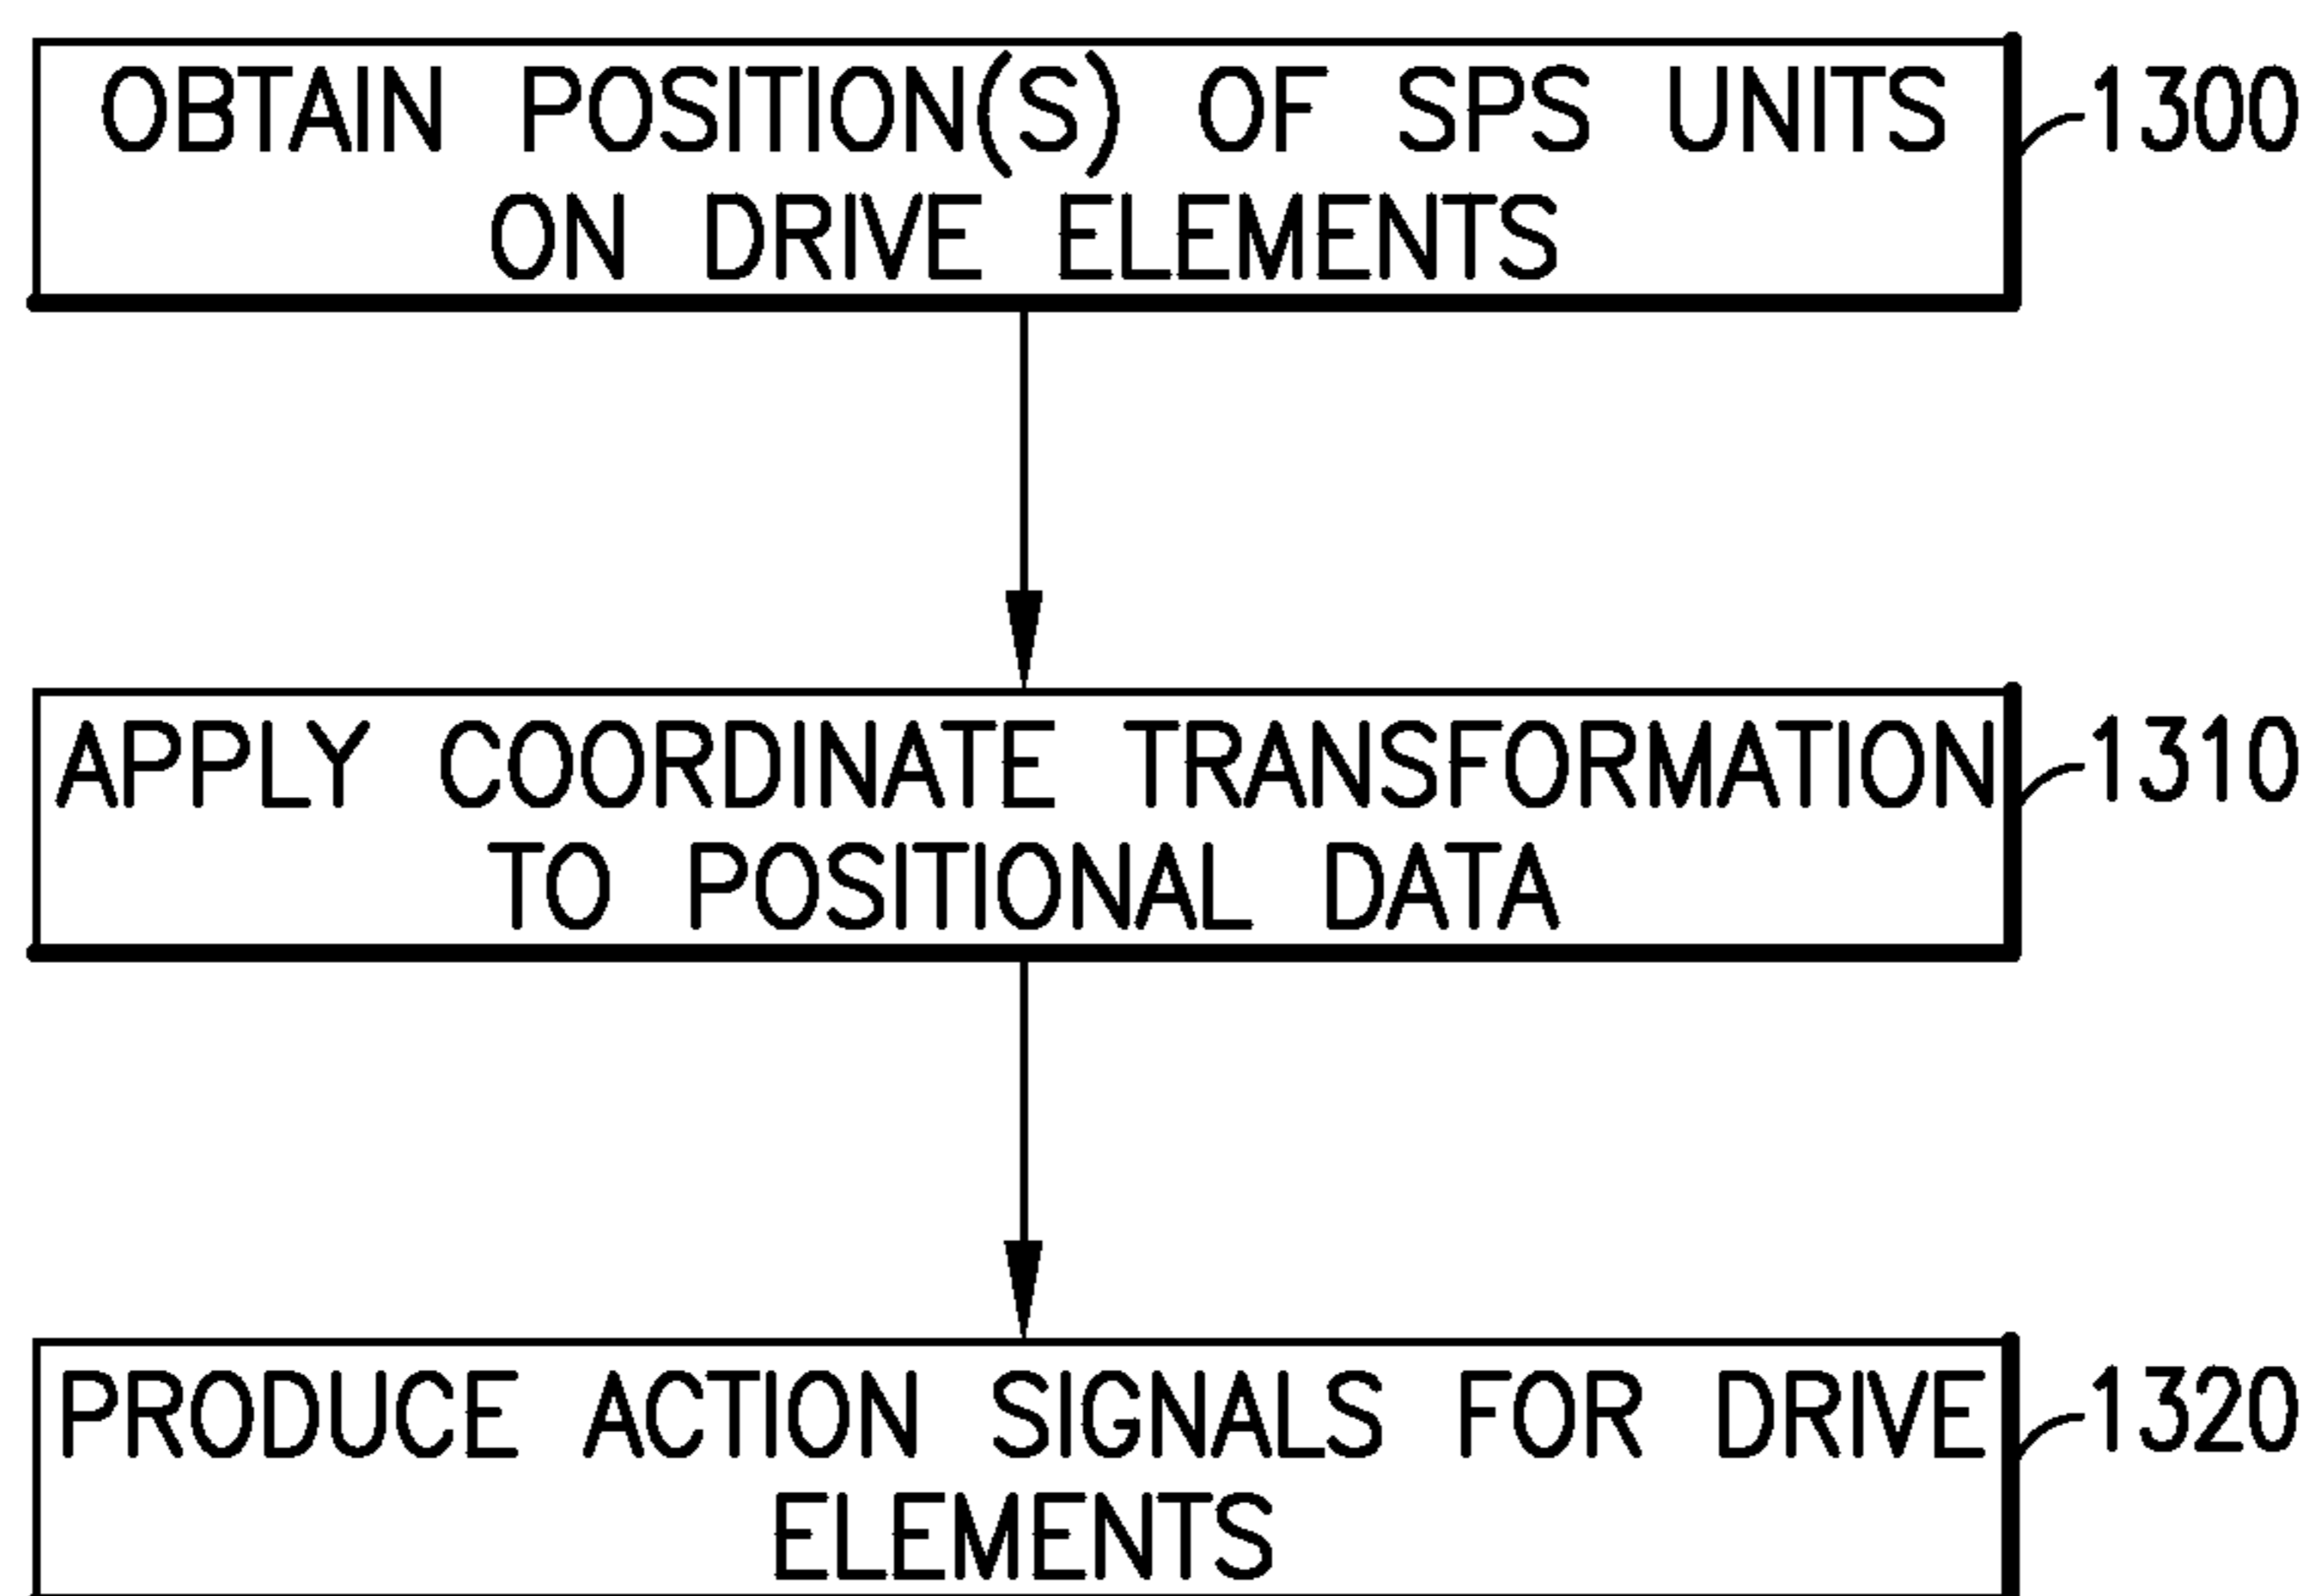 OBTAIN POSITION(S) OF SPS UNITS
ON DRIVE ELEMENTS
1300
APPLY COORDINATE TRANSFORMATION
TO POSITIONAL DATA
1310
PRODUCE ACTION SIGNALS FOR DRIVE
ELEMENTS
1320